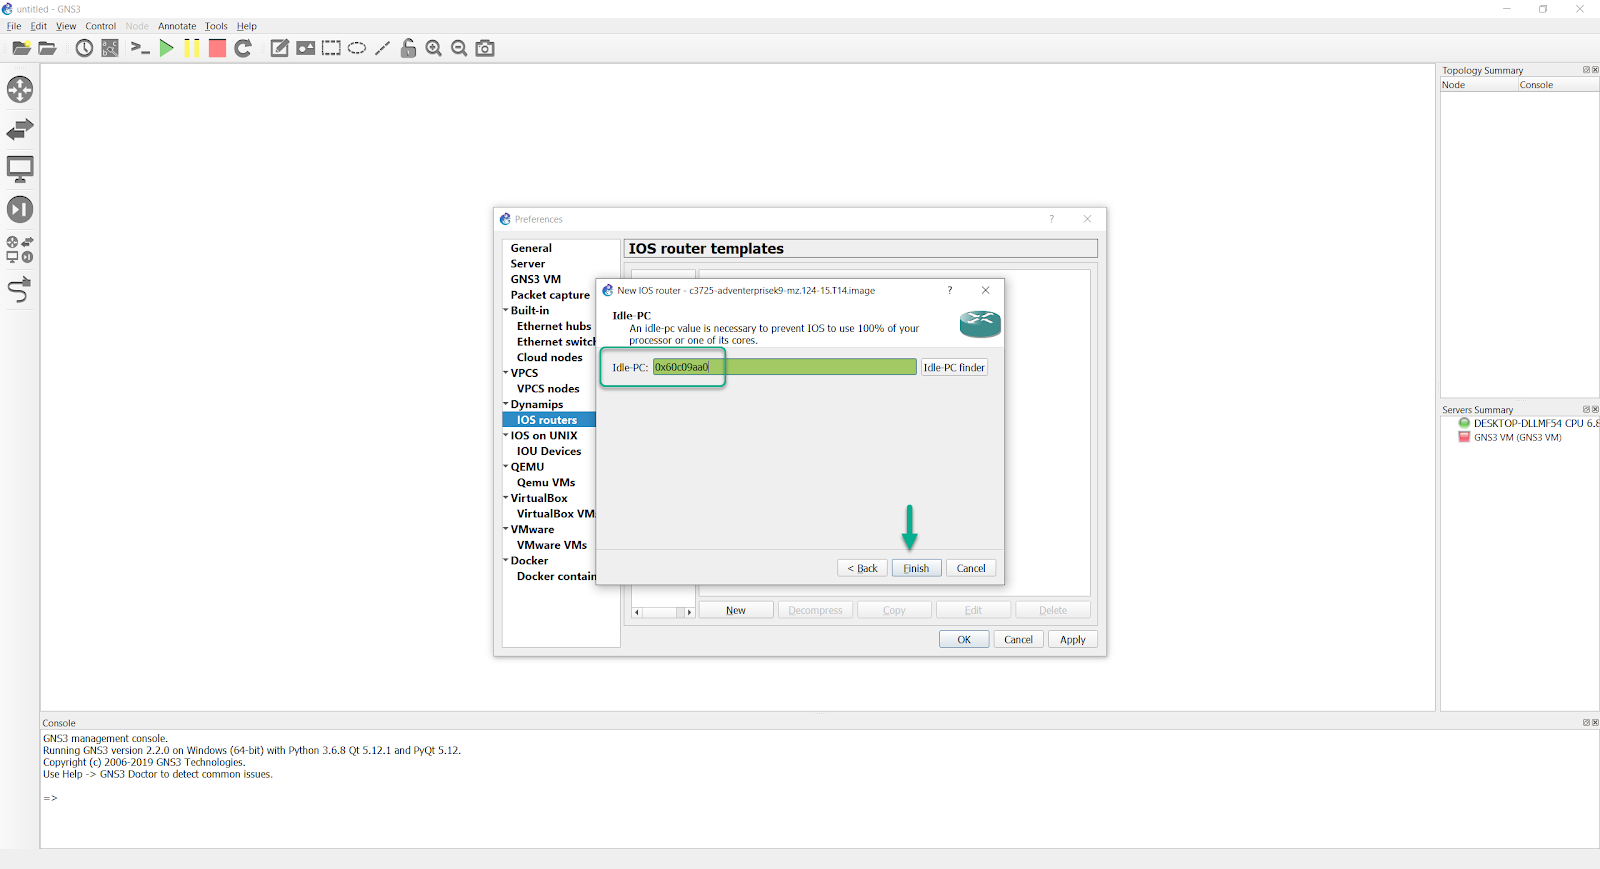 untitled - GNS3
File Edit View Control Node Annotate Tools Help
Topology Summary
Node Console
Preferences
General
Server
GNS3 VM
Packet capture
Built-in
Ethernet hubs
Ethernet switc
Cloud nodes
VPCS
VPCS nodes
Dynamips
IOS routers
IOS on UNIX
IOU Devices
QEMU
Qemu VMs
VirtualBox
VirtualBox VM
VMware
VMware VMs
Docker
Docker contain
IOS router templates
New IOS router - c3725-adventerprisek9-mz.124-15.T14.image
Idle-PC
An idle-pc value is necessary to prevent IOS to use 100% of your
processor or one of its cores.
Idle-PC: 0x60c09aa0 Idle-PC finder
< Back Finish Cancel
New Decompress Copy Edit Delete
OK Cancel Apply
Servers Summary
DESKTOP-DLLMF54 CPU 6.8
GNS3 VM (GNS3 VM)
Console
GNS3 management console.
Running GNS3 version 2.2.0 on Windows (64-bit) with Python 3.6.8 Qt 5.12.1 and PyQt 5.12.
Copyright (c) 2006-2019 GNS3 Technologies.
Use Help -> GNS3 Doctor to detect common issues.
=>